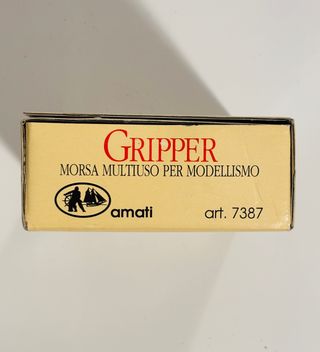 GRIPPER
MORSA MULTIUSO PER MODELLISMO
amati art. 7387